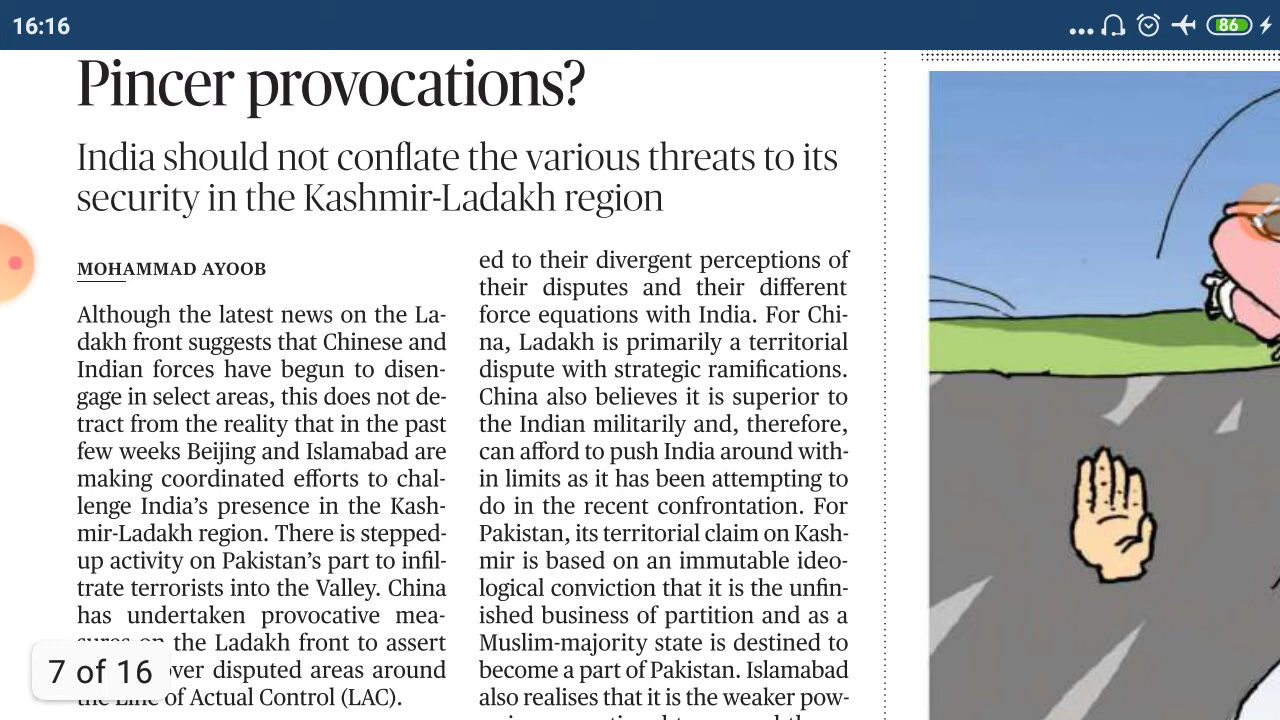 16:16
86
Pincer provocations?
India should not conflate the various threats to its
security in the Kashmir-Ladakh region
MOHAMMAD AYOOB
Although the latest news on the La-
dakh front suggests that Chinese and
Indian forces have begun to disen-
gage in select areas, this does not de-
tract from the reality that in the past
few weeks Beijing and Islamabad are
making coordinated efforts to chal-
lenge India’s presence in the Kash-
mir-Ladakh region. There is stepped-
up activity on Pakistan’s part to infil-
trate terrorists into the Valley. China
has undertaken provocative mea-
sures on the Ladakh front to assert
over disputed areas around
the Line of Actual Control (LAC).
ed to their divergent perceptions of
their disputes and their different
force equations with India. For Chi-
na, Ladakh is primarily a territorial
dispute with strategic ramifications.
China also believes it is superior to
the Indian militarily and, therefore,
can afford to push India around with-
in limits as it has been attempting to
do in the recent confrontation. For
Pakistan, its territorial claim on Kash-
mir is based on an immutable ideo-
logical conviction that it is the unfin-
ished business of partition and as a
Muslim-majority state is destined to
become a part of Pakistan. Islamabad
also realises that it is the weaker pow-
7 of 16